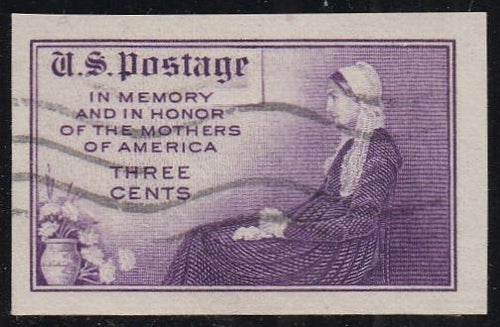 U.S. Postage
IN MEMORY
AND IN HONOR
OF THE MOTHERS
OF AMERICA
THREE
CENTS